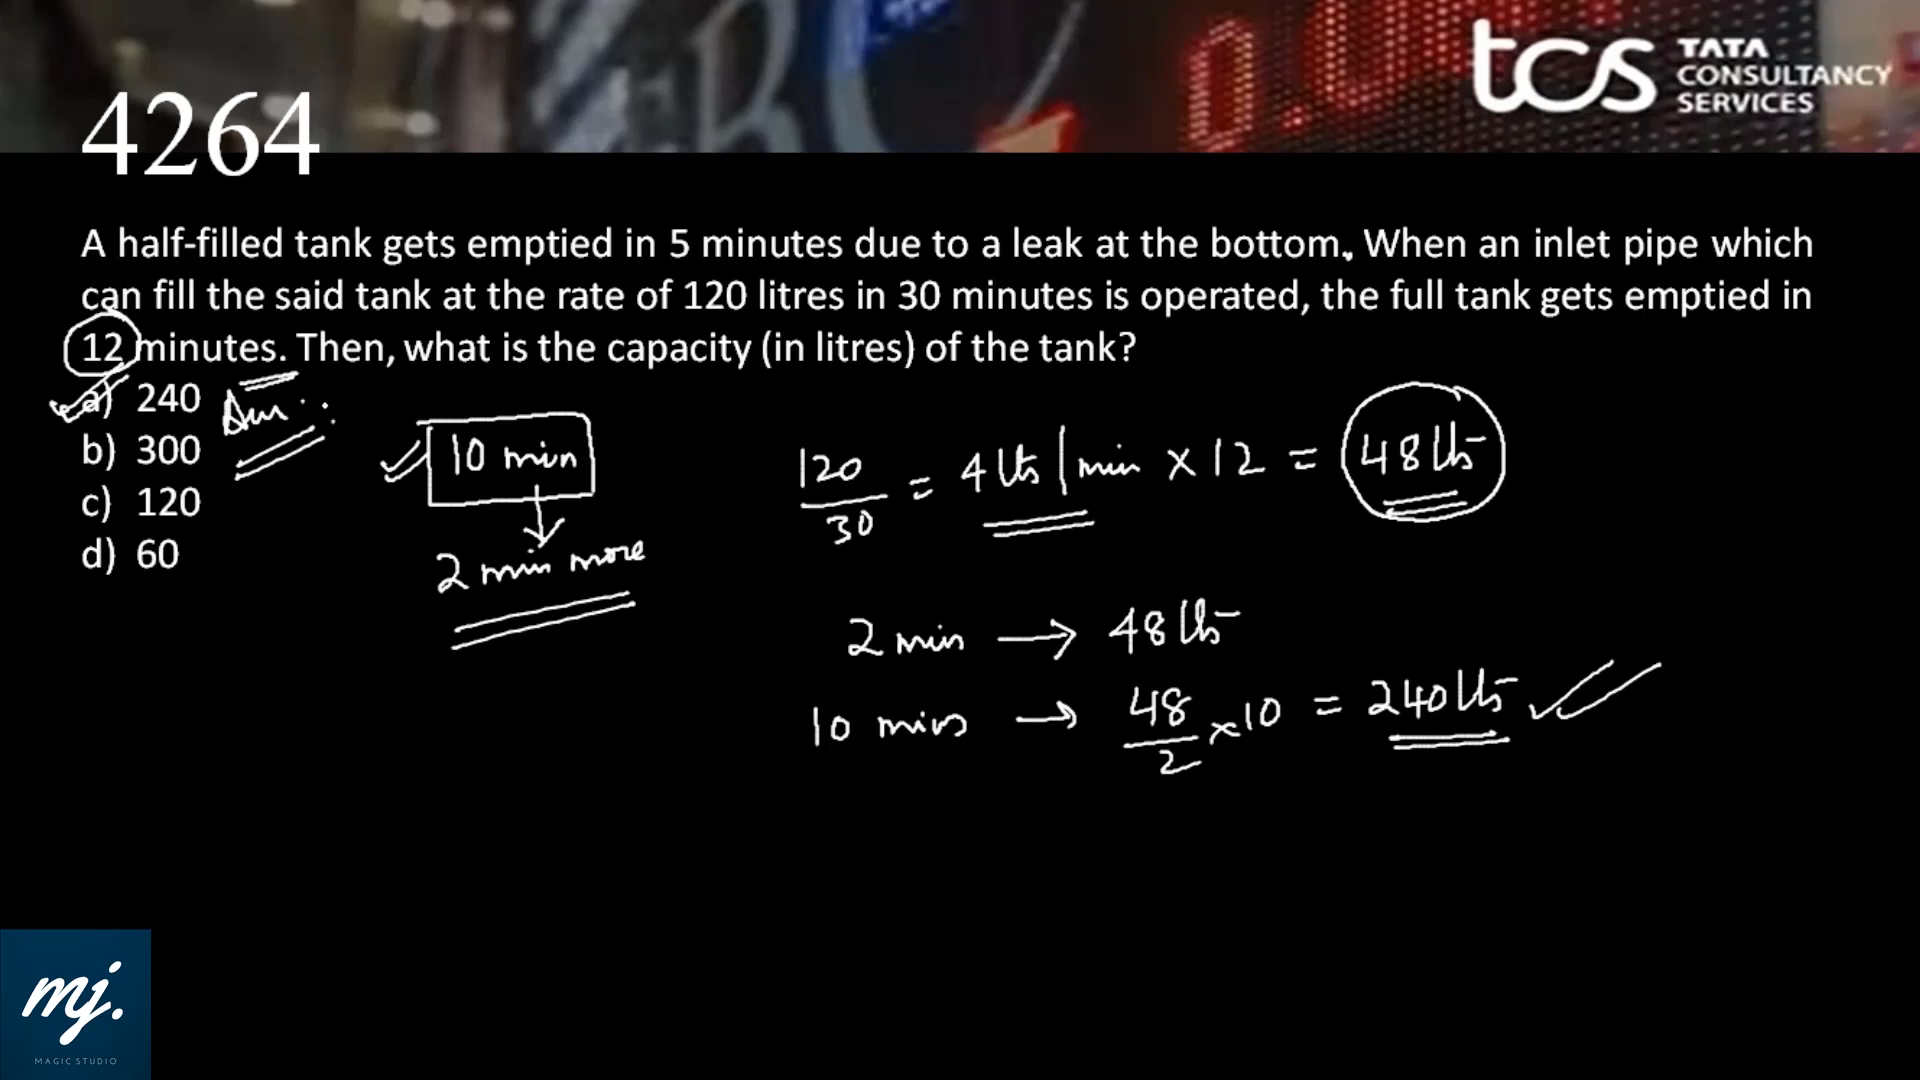 tcs TATA
CONSULTANCY
SERVICES
4264
A half-filled tank gets emptied in 5 minutes due to a leak at the bottom. When an inlet pipe which
can fill the said tank at the rate of 120 litres in 30 minutes is operated, the full tank gets emptied in
12 minutes. Then, what is the capacity (in litres) of the tank?
a) 240 Ans:
b) 300
c) 120
d) 60
10 min
2 min more
120/30 = 4 lts/min × 12 = 48 lts
2 min → 48 lts
10 mins → 48/2 × 10 = 240 lts
mj.
MAGIC STUDIO